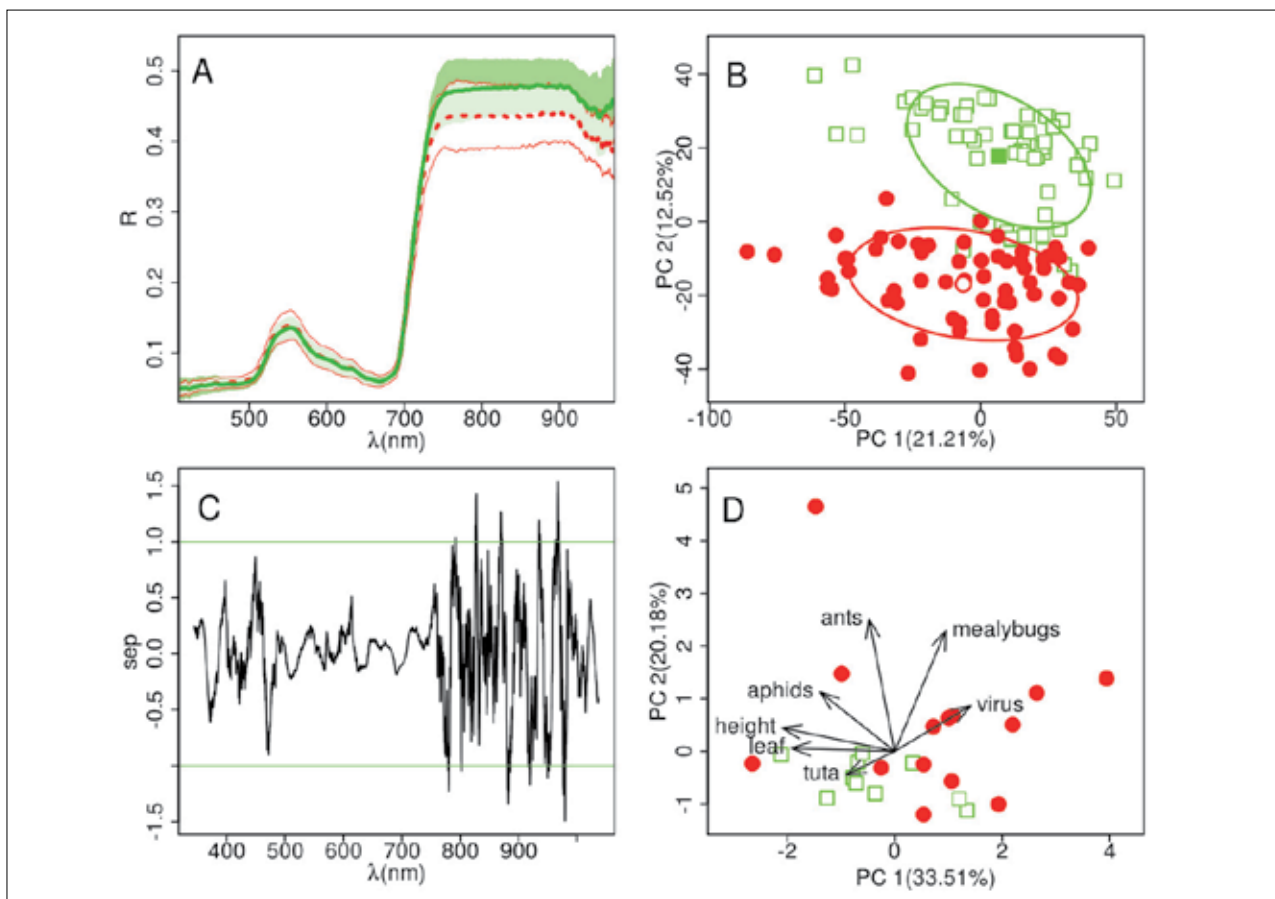 A
0.5
0.4
0.3
0.2
0.1
R
500 600 700 800 900
λ(nm)
B
40
20
0
-20
-40
PC 2(12.52%)
-100 -50 0 50
PC 1(21.21%)
C
1.5
1.0
0.5
0.0
-0.5
-1.5
sep
400 500 600 700 800 900
λ(nm)
D
5
4
3
2
1
0
-1
PC 2(20.18%)
ants
mealybugs
aphids
virus
height
leaf
tuta
-2 0 2 4
PC 1(33.51%)